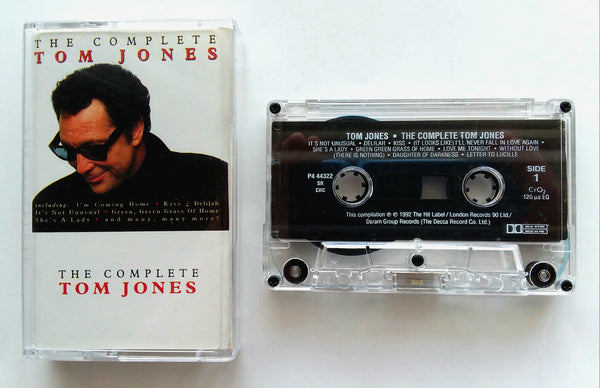 THE COMPLETE
TOM JONES
including: I'm Coming Home • Kiss • Delilah
It's Not Unusual • Green, Green Grass Of Home
She's A Lady • and many, many more!
THE COMPLETE
TOM JONES
TOM JONES • THE COMPLETE TOM JONES
IT'S NOT UNUSUAL • DELILAH • KISS • (IT LOOKS LIKE) I'LL NEVER FALL IN LOVE AGAIN •
SHE'S A LADY • GREEN GREEN GRASS OF HOME • LOVE ME TONIGHT • WITHOUT LOVE
(THERE IS NOTHING) • DAUGHTER OF DARKNESS • LETTER TO LUCILLE
P4 44322
SR
CRC
SIDE
1
CrO2
120 µs EQ
This compilation ℗ © 1992 The Hit Label / London Records 90 Ltd /
Deram Group Records (The Decca Record Co. Ltd.)